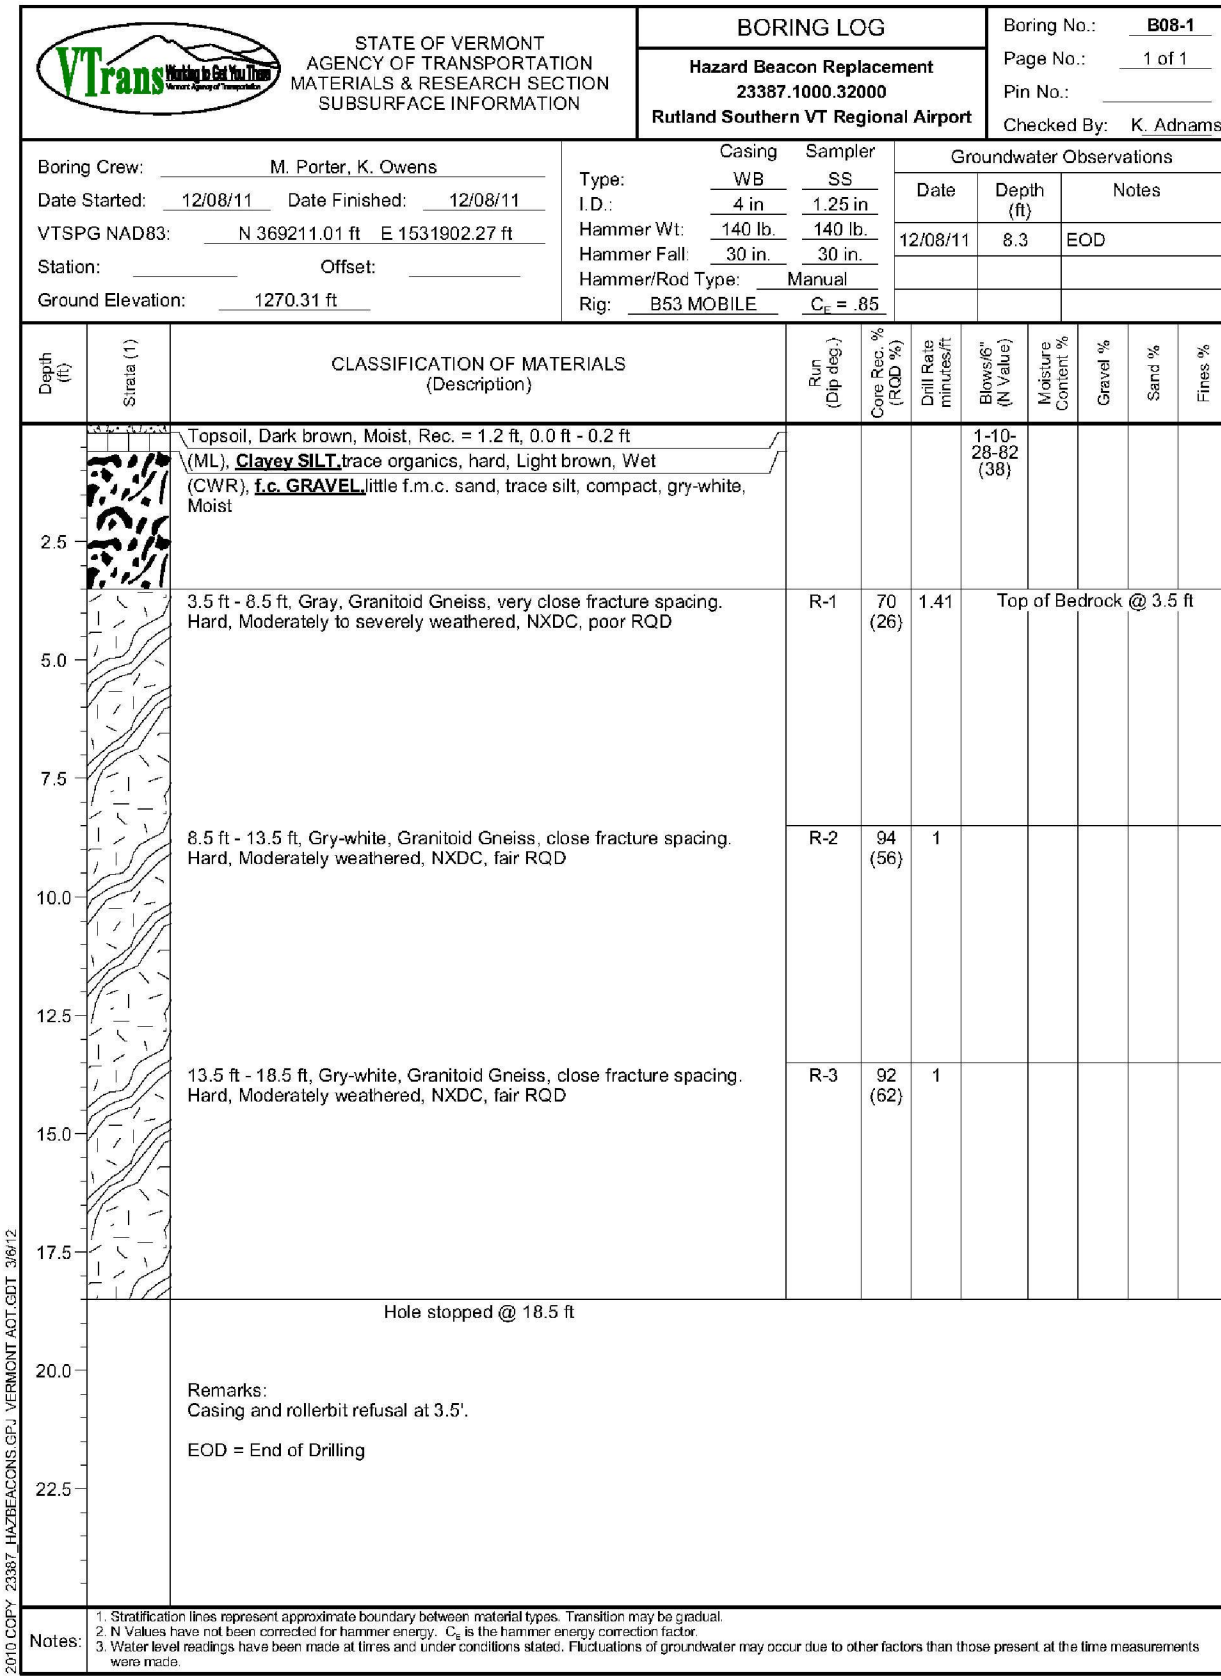 VTrans Working to Get You There
Vermont Agency of Transportation
STATE OF VERMONT
AGENCY OF TRANSPORTATION
MATERIALS & RESEARCH SECTION
SUBSURFACE INFORMATION
BORING LOG
Hazard Beacon Replacement
23387.1000.32000
Rutland Southern VT Regional Airport
Boring No.: B08-1
Page No.: 1 of 1
Pin No.:
Checked By: K. Adnams
Boring Crew: M. Porter, K. Owens
Date Started: 12/08/11 Date Finished: 12/08/11
VTSPG NAD83: N 369211.01 ft E 1531902.27 ft
Station: Offset:
Ground Elevation: 1270.31 ft
Casing Sampler
Type: WB SS
I.D.: 4 in 1.25 in
Hammer Wt: 140 lb. 140 lb.
Hammer Fall: 30 in. 30 in.
Hammer/Rod Type: Manual
Rig: B53 MOBILE CE = .85
Groundwater Observations
Date Depth (ft) Notes
12/08/11 8.3 EOD
Depth (ft)
Strata (1)
CLASSIFICATION OF MATERIALS
(Description)
Run (Dip deg.)
Core Rec. % (RQD %)
Drill Rate minutes/ft
Blows/6" (N Value)
Moisture Content %
Gravel %
Sand %
Fines %
Topsoil, Dark brown, Moist, Rec. = 1.2 ft, 0.0 ft - 0.2 ft
1-10-
28-82
(38)
(ML), Clayey SILT, trace organics, hard, Light brown, Wet
(CWR), f.c. GRAVEL, little f.m.c. sand, trace silt, compact, gry-white,
Moist
2.5
3.5 ft - 8.5 ft, Gray, Granitoid Gneiss, very close fracture spacing.
Hard, Moderately to severely weathered, NXDC, poor RQD
R-1 70 1.41 Top of Bedrock @ 3.5 ft
(26)
5.0
7.5
8.5 ft - 13.5 ft, Gry-white, Granitoid Gneiss, close fracture spacing.
Hard, Moderately weathered, NXDC, fair RQD
R-2 94 1
(56)
10.0
12.5
13.5 ft - 18.5 ft, Gry-white, Granitoid Gneiss, close fracture spacing.
Hard, Moderately weathered, NXDC, fair RQD
R-3 92 1
(62)
15.0
17.5
Hole stopped @ 18.5 ft
20.0
Remarks:
Casing and rollerbit refusal at 3.5'.
EOD = End of Drilling
22.5
2010 COPY 23387_HAZBEACONS.GPJ VERMONT AOT.GDT 3/6/12
Notes:
1. Stratification lines represent approximate boundary between material types. Transition may be gradual.
2. N Values have not been corrected for hammer energy. CE is the hammer energy correction factor.
3. Water level readings have been made at times and under conditions stated. Fluctuations of groundwater may occur due to other factors than those present at the time measurements
were made.